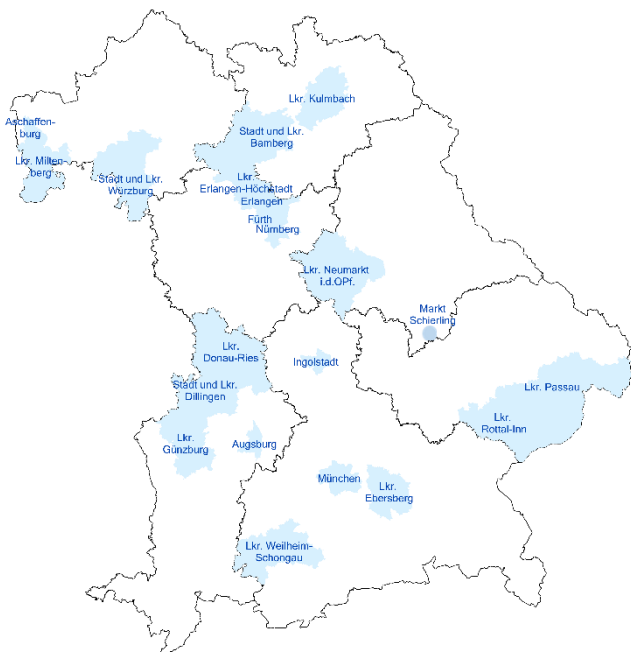 Lkr. Kulmbach
Aschaffen-
burg
Stadt und Lkr.
Bamberg
Lkr. Milten-
berg
Stadt und Lkr.
Würzburg
Lkr.
Erlangen-Höchstadt
Erlangen
Fürth
Nürnberg
Lkr. Neumarkt
i.d.OPf.
Markt
Schierling
Lkr.
Donau-Ries
Ingolstadt
Stadt und Lkr.
Dillingen
Lkr. Passau
Lkr.
Rottal-Inn
Lkr.
Günzburg
Augsburg
München
Lkr.
Ebersberg
Lkr. Weilheim-
Schongau